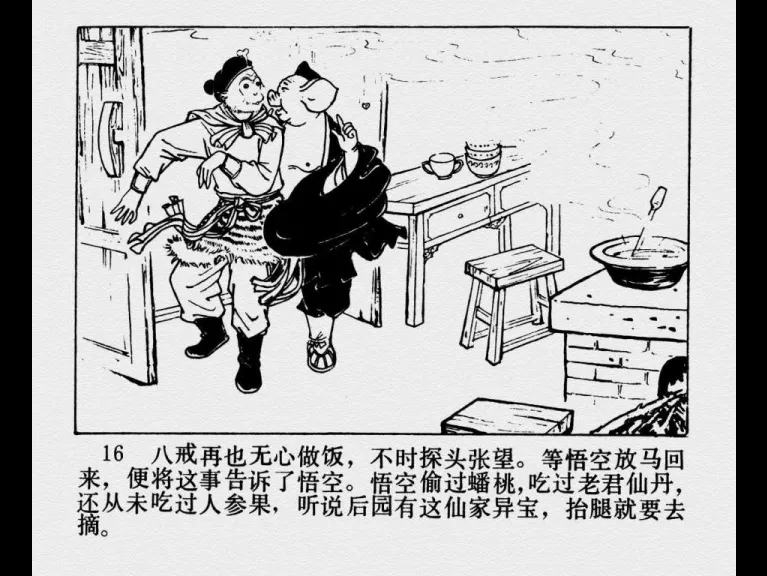 16 八戒再也无心做饭，不时探头张望。等悟空放马回
来，便将这事告诉了悟空。悟空偷过蟠桃，吃过老君仙丹，
还从未吃过人参果，听说后园有这仙家异宝，抬腿就要去
摘。